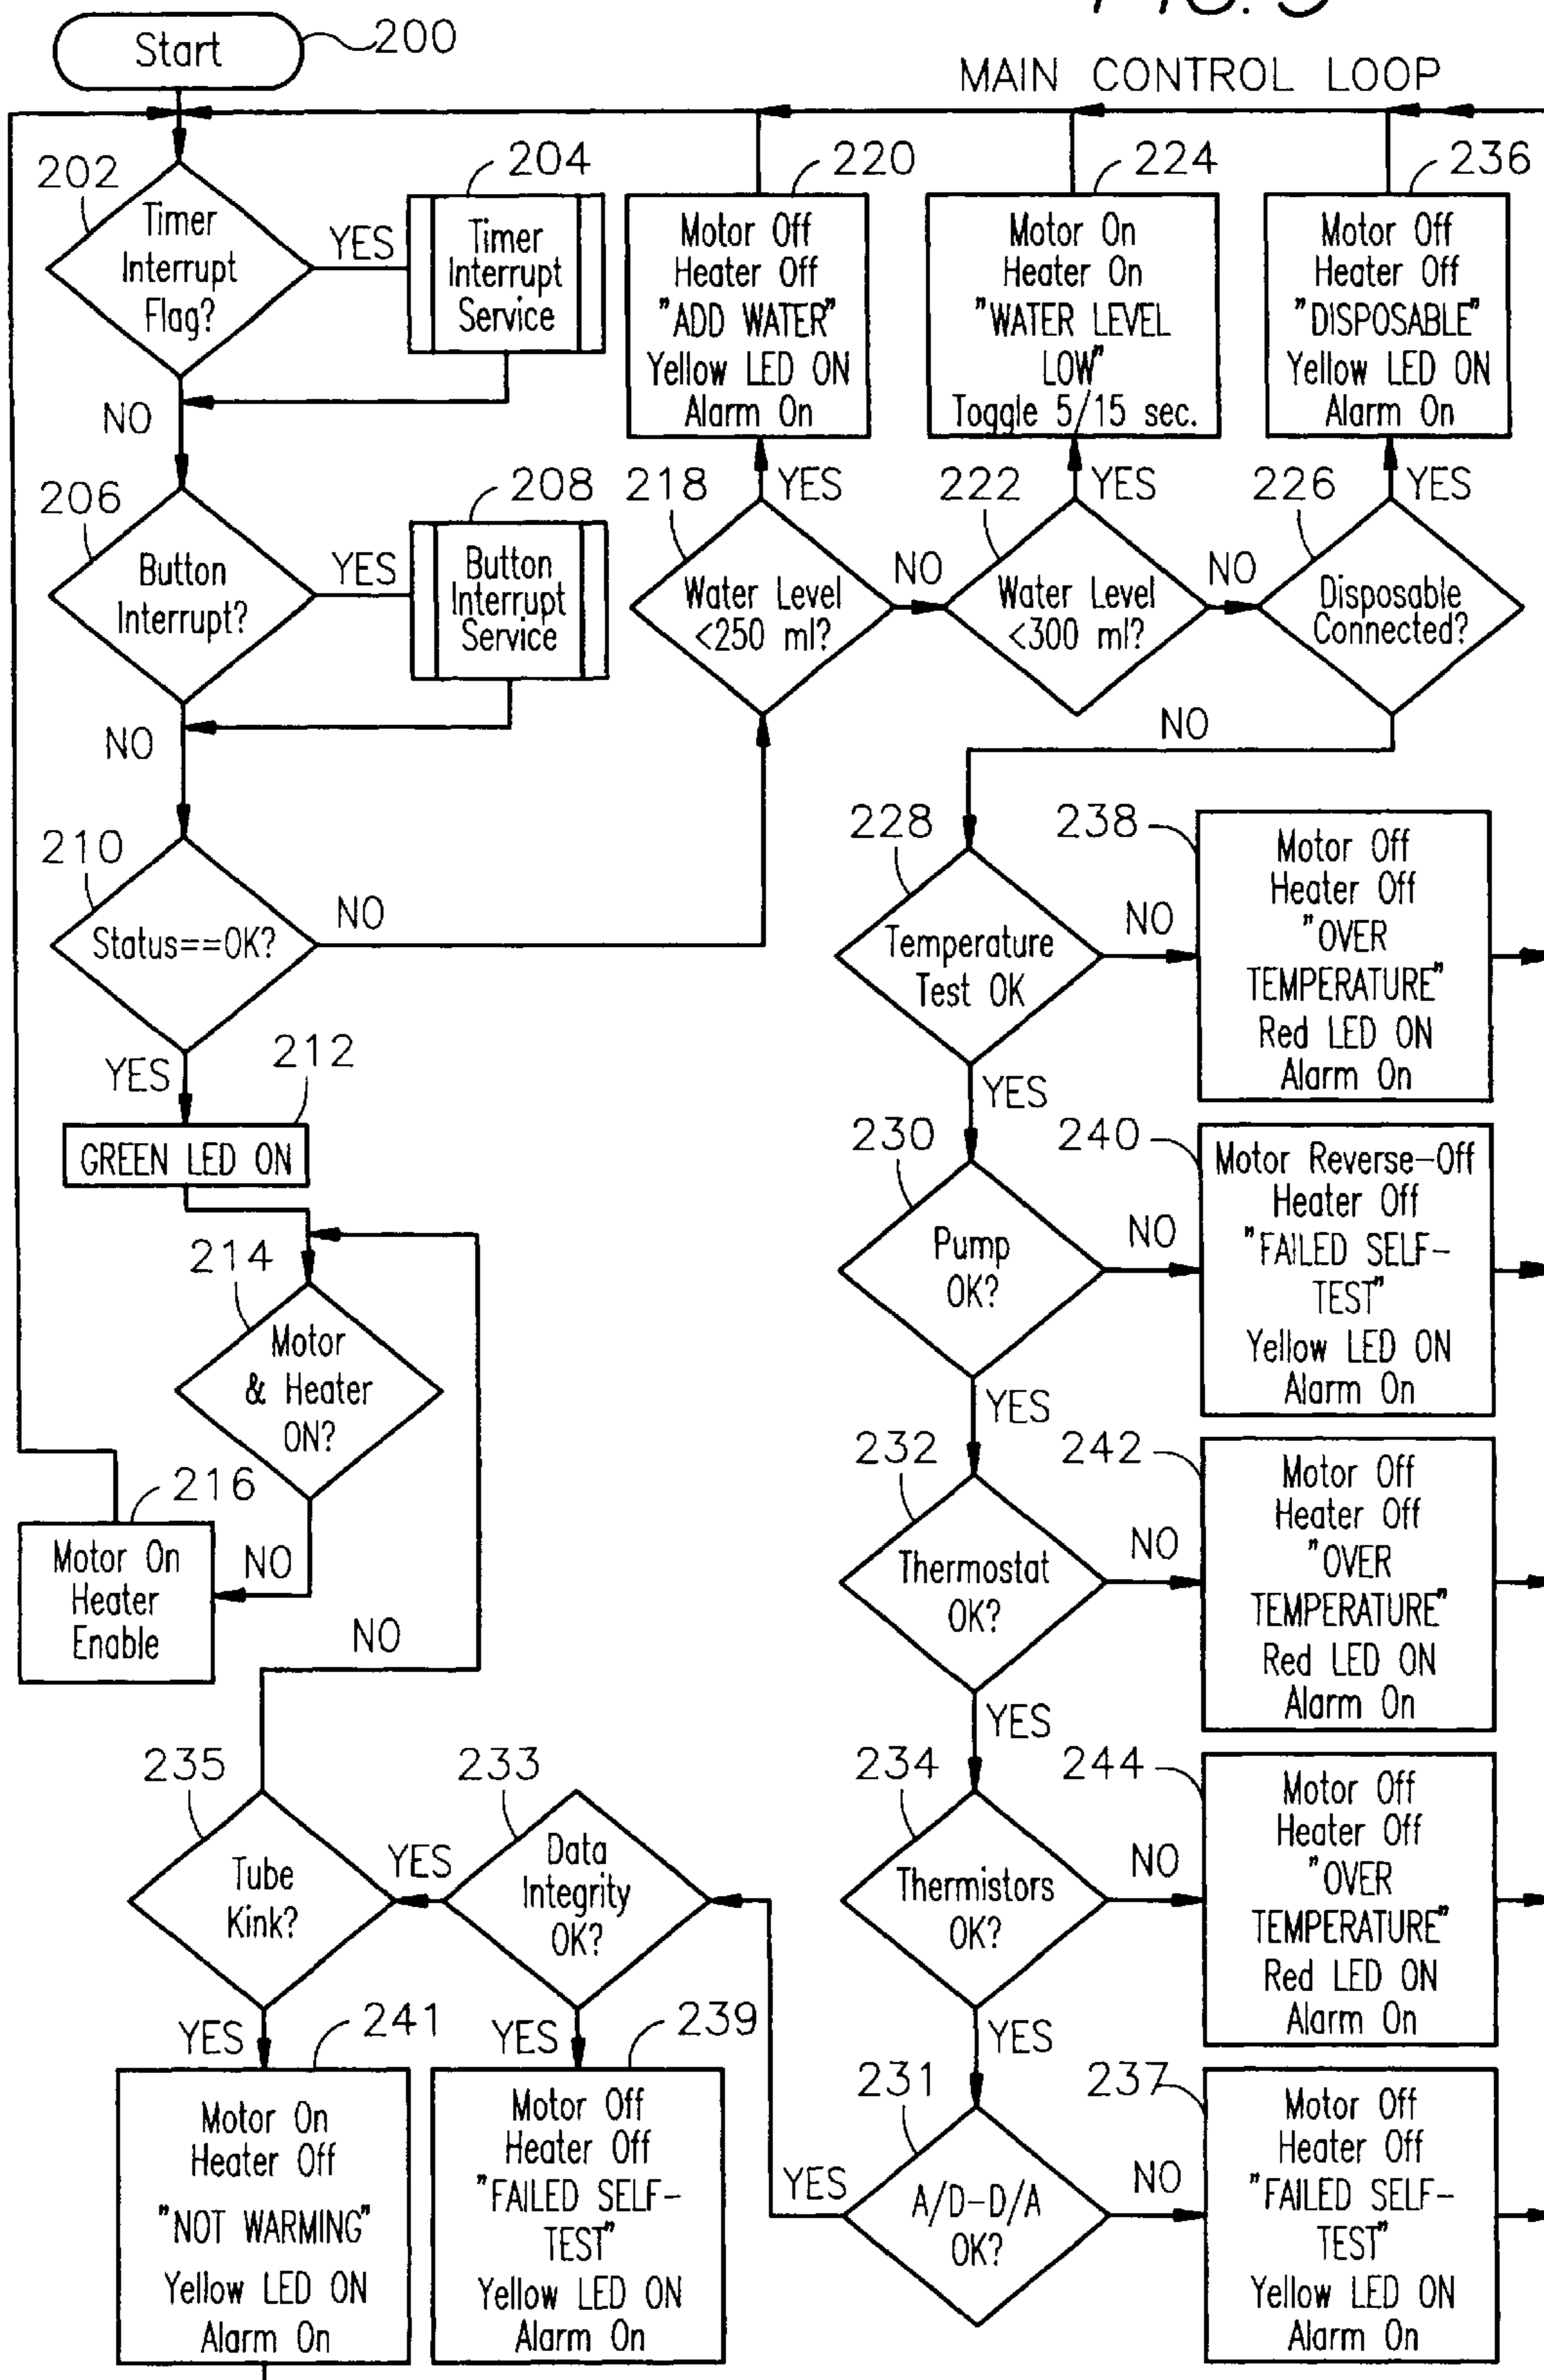 FIG. 9
Start
200
MAIN CONTROL LOOP
202
Timer
Interrupt
Flag?
YES
204
Timer
Interrupt
Service
NO
220
Motor Off
Heater Off
"ADD WATER"
Yellow LED ON
Alarm On
224
Motor On
Heater On
"WATER LEVEL
LOW"
Toggle 5/15 sec.
236
Motor Off
Heater Off
"DISPOSABLE"
Yellow LED ON
Alarm On
206
Button
Interrupt?
YES
208
Button
Interrupt
Service
NO
218
Water Level
<250 ml?
YES
NO
222
Water Level
<300 ml?
YES
NO
226
Disposable
Connected?
YES
NO
210
Status==OK?
NO
YES
212
GREEN LED ON
214
Motor
& Heater
ON?
216
NO
Motor On
Heater
Enable
228
Temperature
Test OK
NO
238
Motor Off
Heater Off
"OVER
TEMPERATURE"
Red LED ON
Alarm On
YES
230
Pump
OK?
NO
240
Motor Reverse-Off
Heater Off
"FAILED SELF-
TEST"
Yellow LED ON
Alarm On
YES
232
Thermostat
OK?
NO
242
Motor Off
Heater Off
"OVER
TEMPERATURE"
Red LED ON
Alarm On
YES
234
Thermistors
OK?
NO
244
Motor Off
Heater Off
"OVER
TEMPERATURE"
Red LED ON
Alarm On
YES
231
A/D-D/A
OK?
NO
237
Motor Off
Heater Off
"FAILED SELF-
TEST"
Yellow LED ON
Alarm On
YES
233
Data
Integrity
OK?
YES
YES
239
Motor Off
Heater Off
"FAILED SELF-
TEST"
Yellow LED ON
Alarm On
235
Tube
Kink?
NO
YES
241
Motor On
Heater Off
"NOT WARMING"
Yellow LED ON
Alarm On